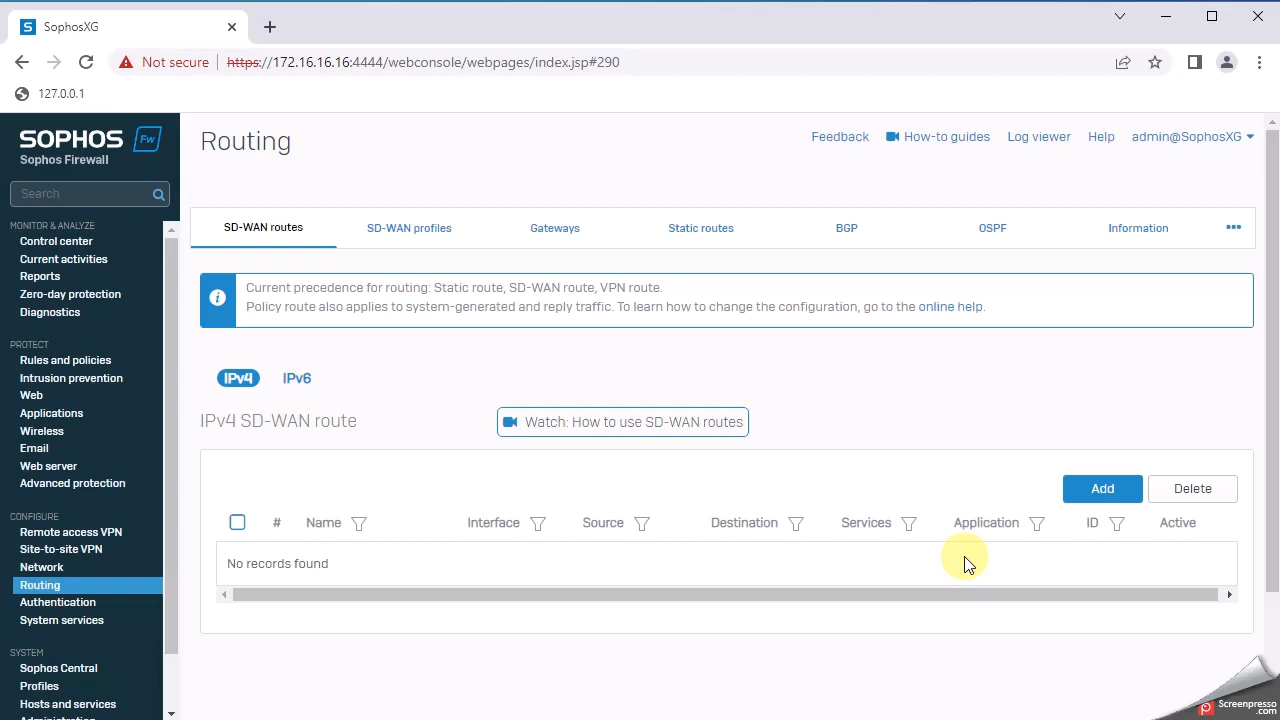 SophosXG
Not secure
https://172.16.16.16:4444/webconsole/webpages/index.jsp#290
127.0.0.1
SOPHOS Fw
Sophos Firewall
Search
MONITOR & ANALYZE
Control center
Current activities
Reports
Zero-day protection
Diagnostics
PROTECT
Rules and policies
Intrusion prevention
Web
Applications
Wireless
Email
Web server
Advanced protection
CONFIGURE
Remote access VPN
Site-to-site VPN
Network
Routing
Authentication
System services
SYSTEM
Sophos Central
Profiles
Hosts and services
Administration
Routing
Feedback How-to guides Log viewer Help admin@SophosXG
SD-WAN routes SD-WAN profiles Gateways Static routes BGP OSPF Information •••
Current precedence for routing: Static route, SD-WAN route, VPN route.
Policy route also applies to system-generated and reply traffic. To learn how to change the configuration, go to the online help.
IPv4 IPv6
IPv4 SD-WAN route Watch: How to use SD-WAN routes
Add Delete
# Name Interface Source Destination Services Application ID Active
No records found
Screenpresso
.com